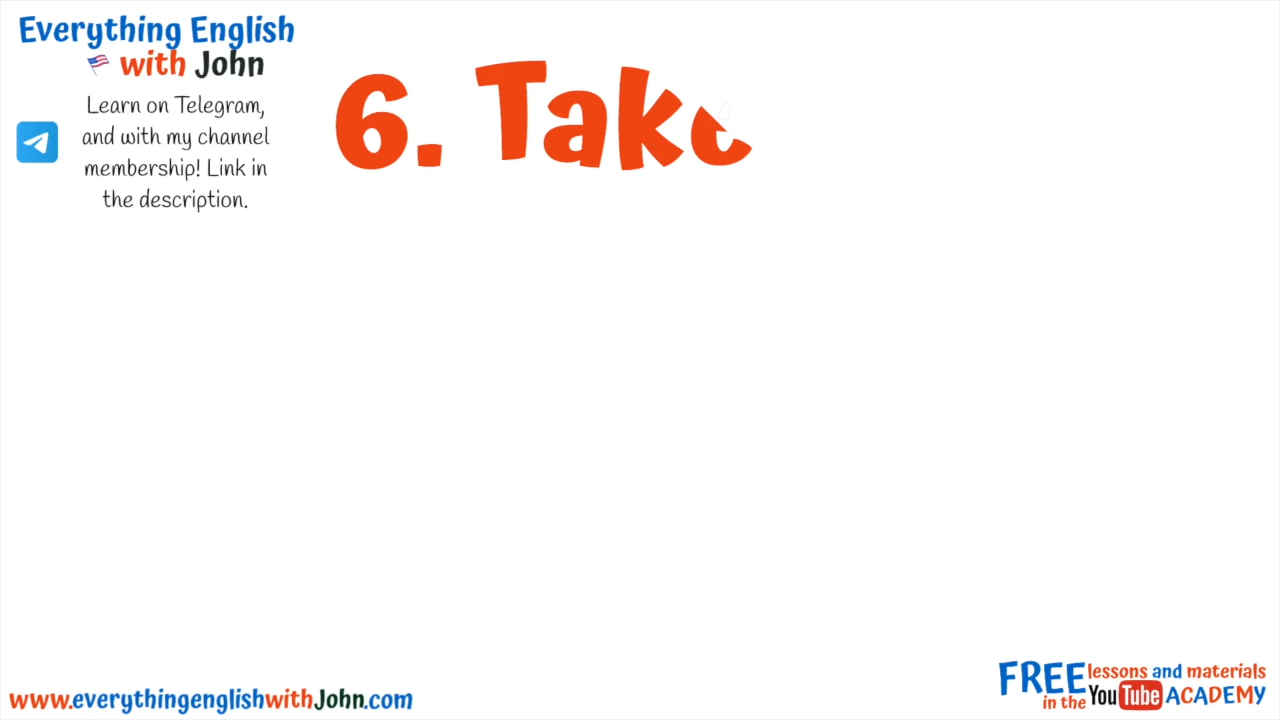 Everything English
with John
Learn on Telegram,
and with my channel
membership! Link in
the description.
6. Take
www.everythingenglishwithJohn.com
FREE lessons and materials
in the YouTube ACADEMY